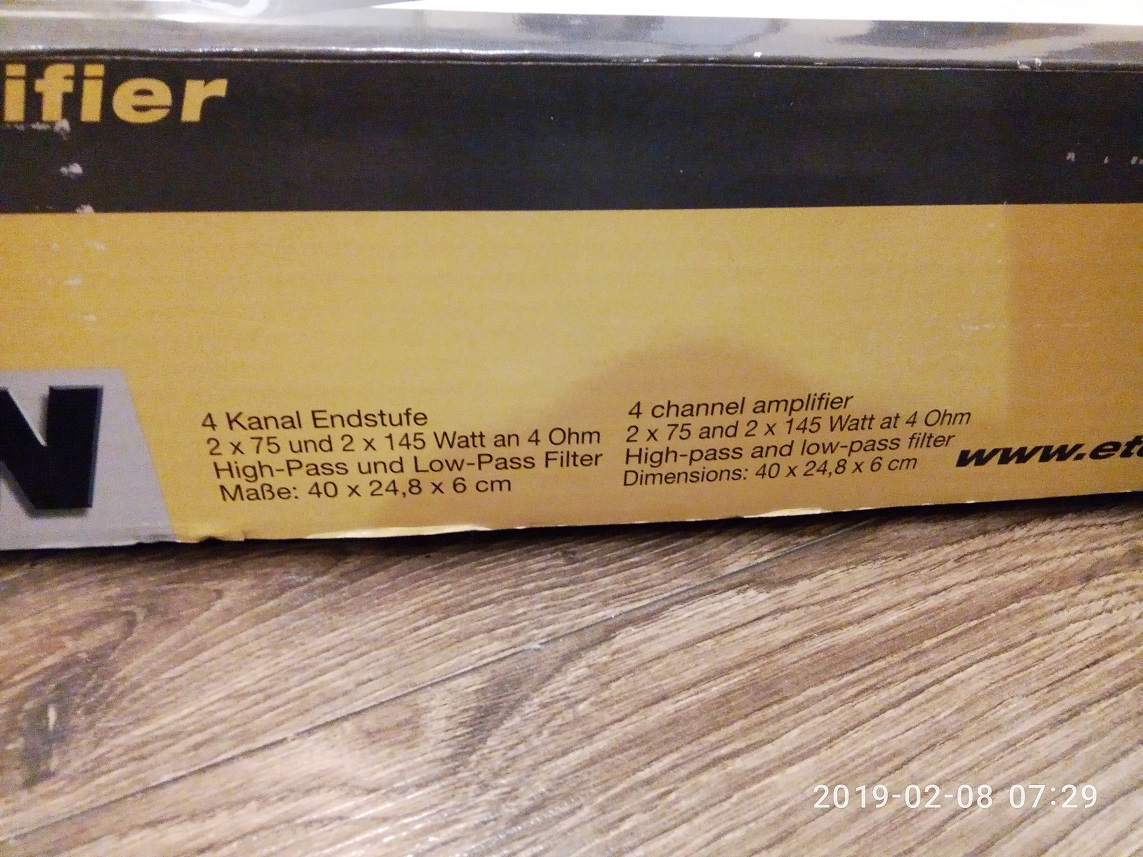 ifier
N
4 Kanal Endstufe
2 x 75 und 2 x 145 Watt an 4 Ohm
High-Pass und Low-Pass Filter
Maße: 40 x 24,8 x 6 cm
4 channel amplifier
2 x 75 and 2 x 145 Watt at 4 Ohm
High-pass and low-pass filter
Dimensions: 40 x 24,8 x 6 cm
www.et
2019-02-08 07:29